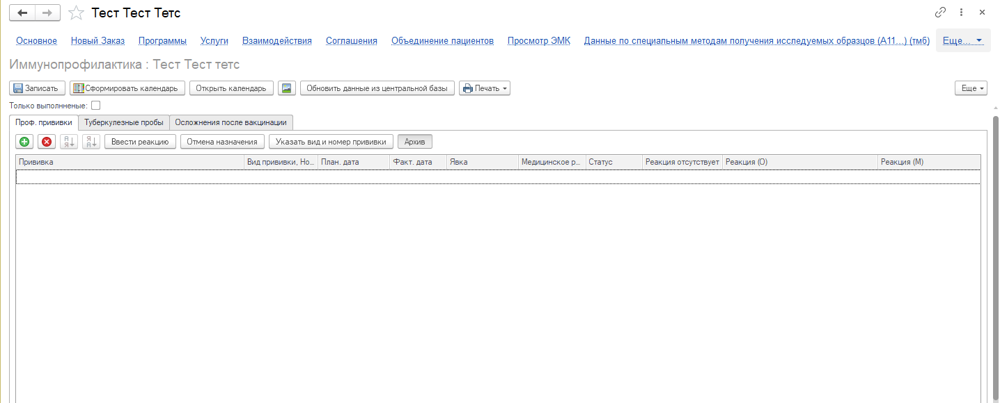 Тест Тест Тетс
Основное Новый Заказ Программы Услуги Взаимодействия Соглашения Объединение пациентов Просмотр ЭМК Данные по специальным методам получения исследуемых образцов (А11...) (тмб) Еще...
Иммунопрофилактика : Тест Тест тетс
Записать Сформировать календарь Открыть календарь Обновить данные из центральной базы Печать Еще
Только выполнненые:
Проф. прививки Туберкулезные пробы Осложнения после вакцинации
Ввести реакцию Отмена назначения Указать вид и номер прививки Архив
Прививка Вид прививки, Но... План. дата Факт. дата Явка Медицинское р... Статус Реакция отсутствует Реакция (О) Реакция (М)